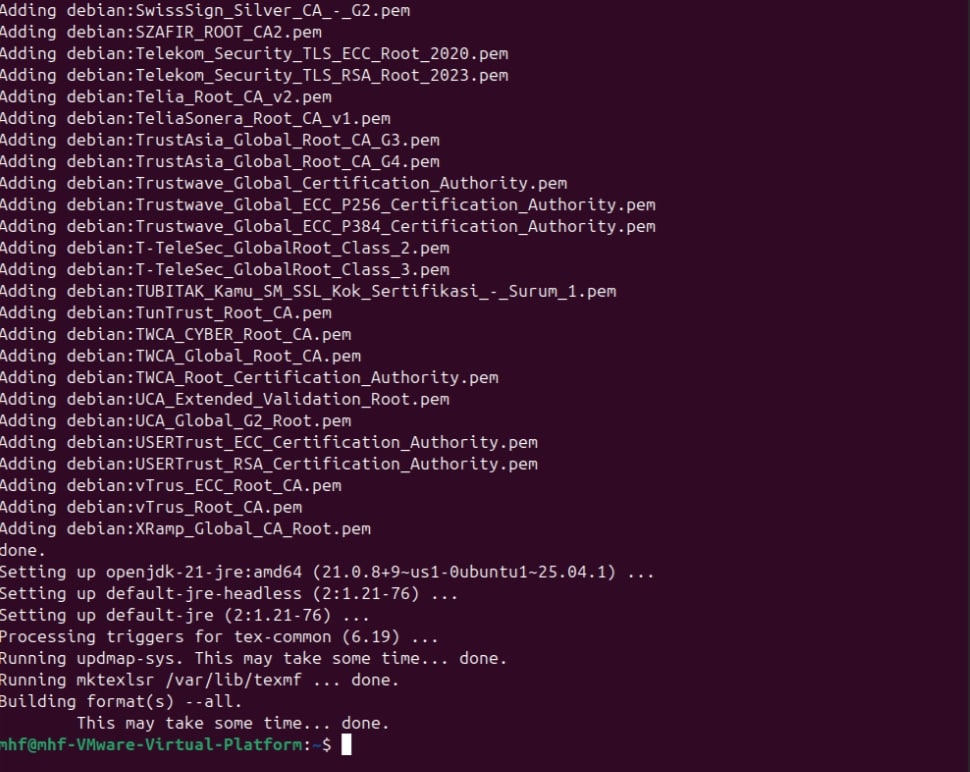 Adding debian:SwissSign_Silver_CA_-_G2.pem
Adding debian:SZAFIR_ROOT_CA2.pem
Adding debian:Telekom_Security_TLS_ECC_Root_2020.pem
Adding debian:Telekom_Security_TLS_RSA_Root_2023.pem
Adding debian:Telia_Root_CA_v2.pem
Adding debian:TeliaSonera_Root_CA_v1.pem
Adding debian:TrustAsia_Global_Root_CA_G3.pem
Adding debian:TrustAsia_Global_Root_CA_G4.pem
Adding debian:Trustwave_Global_Certification_Authority.pem
Adding debian:Trustwave_Global_ECC_P256_Certification_Authority.pem
Adding debian:Trustwave_Global_ECC_P384_Certification_Authority.pem
Adding debian:T-TeleSec_GlobalRoot_Class_2.pem
Adding debian:T-TeleSec_GlobalRoot_Class_3.pem
Adding debian:TUBITAK_Kamu_SM_SSL_Kok_Sertifikasi_-_Surum_1.pem
Adding debian:TunTrust_Root_CA.pem
Adding debian:TWCA_CYBER_Root_CA.pem
Adding debian:TWCA_Global_Root_CA.pem
Adding debian:TWCA_Root_Certification_Authority.pem
Adding debian:UCA_Extended_Validation_Root.pem
Adding debian:UCA_Global_G2_Root.pem
Adding debian:USERTrust_ECC_Certification_Authority.pem
Adding debian:USERTrust_RSA_Certification_Authority.pem
Adding debian:vTrus_ECC_Root_CA.pem
Adding debian:vTrus_Root_CA.pem
Adding debian:XRamp_Global_CA_Root.pem
done.
Setting up openjdk-21-jre:amd64 (21.0.8+9~us1-0ubuntu1~25.04.1) ...
Setting up default-jre-headless (2:1.21-76) ...
Setting up default-jre (2:1.21-76) ...
Processing triggers for tex-common (6.19) ...
Running updmap-sys. This may take some time... done.
Running mktexlsr /var/lib/texmf ... done.
Building format(s) --all.
        This may take some time... done.
mhf@mhf-VMware-Virtual-Platform:~$